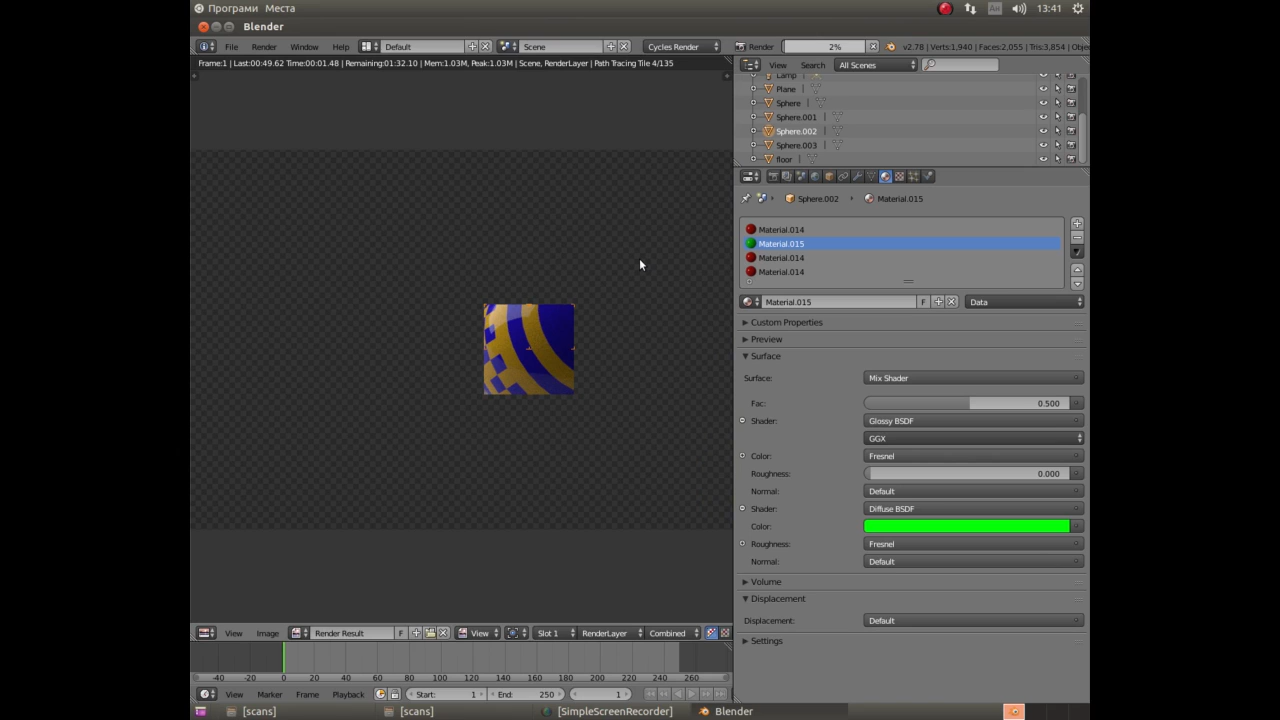 Програми Места
Ан
13:41
Blender
File Render Window Help Default Scene Cycles Render Render 2% v2.78 | Verts:1,940 | Faces:2,055 | Tris:3,854 | Obje
Frame:1 | Last:00:49.62 Time:00:01.48 | Remaining:01:32.10 | Mem:1.03M, Peak:1.03M | Scene, RenderLayer | Path Tracing Tile 4/135
View Search All Scenes
Lamp
Plane
Sphere
Sphere.001
Sphere.002
Sphere.003
floor
Sphere.002 Material.015
Material.014
Material.015
Material.014
Material.014
Material.015 F Data
Custom Properties
Preview
Surface
Surface: Mix Shader
Fac: 0.500
Shader: Glossy BSDF
GGX
Color: Fresnel
Roughness: 0.000
Normal: Default
Shader: Diffuse BSDF
Color:
Roughness: Fresnel
Normal: Default
Volume
Displacement
Displacement: Default
Settings
View Image Render Result F View Slot 1 RenderLayer Combined
-40 -20 0 20 40 60 80 100 120 140 160 180 200 220 240 260
View Marker Frame Playback Start: 1 End: 250 1
[scans] [scans] [SimpleScreenRecorder] Blender